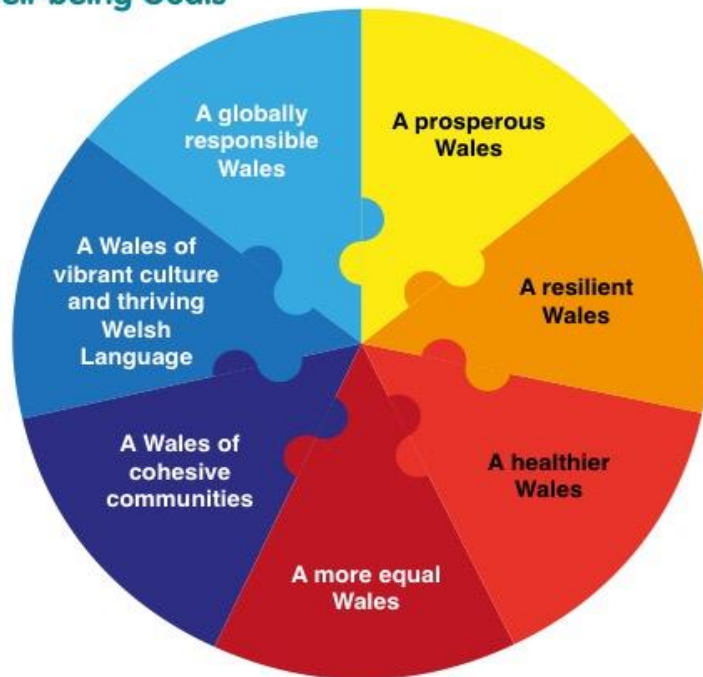 A globally
responsible
Wales
A prosperous
Wales
A resilient
Wales
A healthier
Wales
A more equal
Wales
A Wales of
cohesive
communities
A Wales of
vibrant culture
and thriving
Welsh
Language